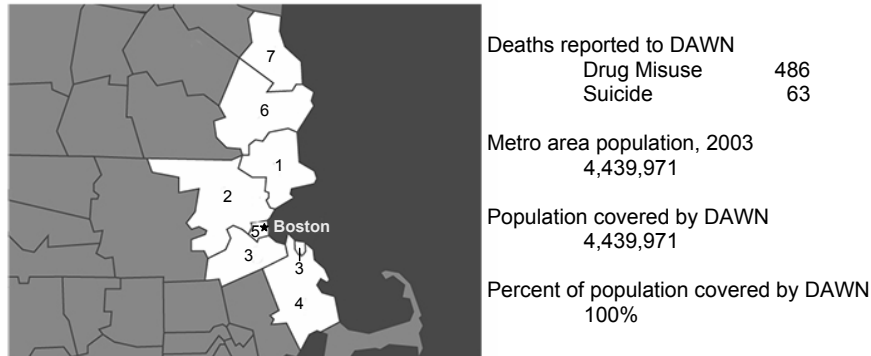 7
6
1
2
5 Boston
3
3
4
Deaths reported to DAWN
Drug Misuse 486
Suicide 63
Metro area population, 2003
4,439,971
Population covered by DAWN
4,439,971
Percent of population covered by DAWN
100%